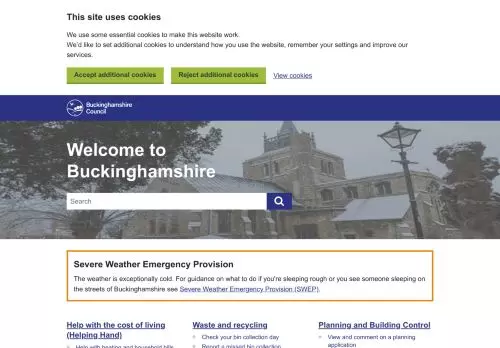 This site uses cookies
We use some essential cookies to make this website work.
We'd like to set additional cookies to understand how you use the website, remember your settings and improve our
services.
Accept additional cookies
Reject additional cookies
View cookies
Buckinghamshire
Council
Welcome to
Buckinghamshire
Search
Severe Weather Emergency Provision
The weather is exceptionally cold. For guidance on what to do if you're sleeping rough or you see someone sleeping on
the streets of Buckinghamshire see Severe Weather Emergency Provision (SWEP).
Help with the cost of living
(Helping Hand)
Help with heating and household bills
Waste and recycling
Check your bin collection day
Report a missed bin collection
Planning and Building Control
View and comment on a planning
application